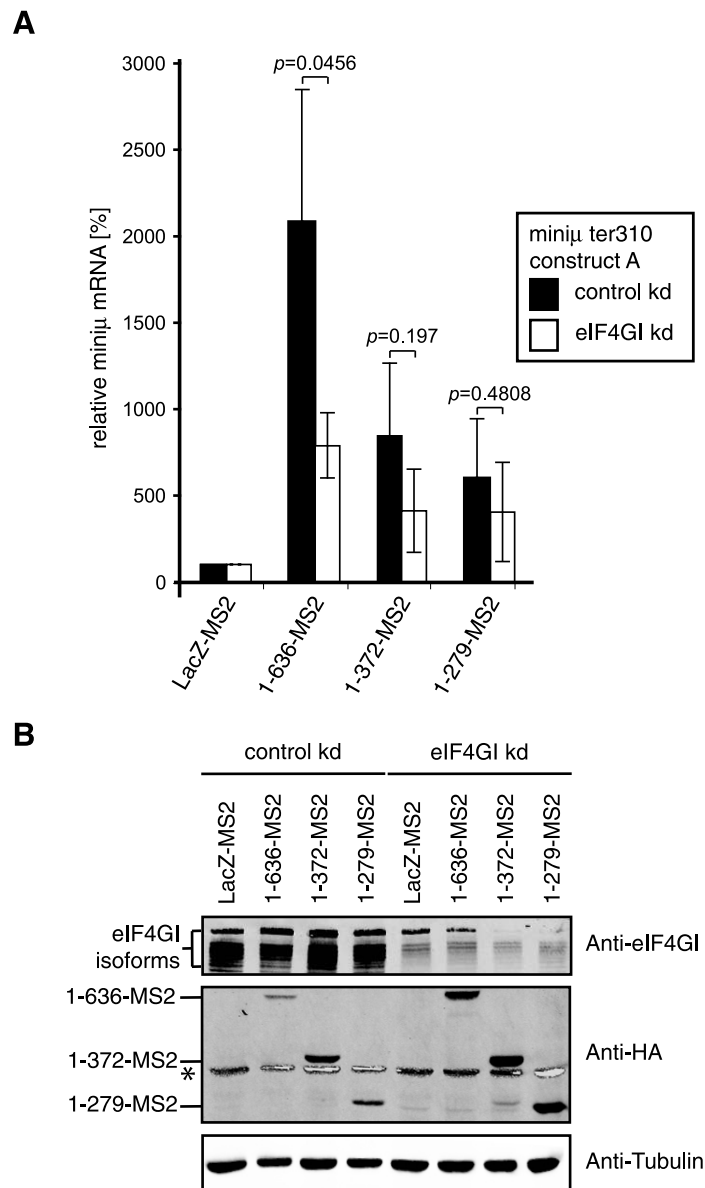 A
3000
2500
2000
1500
1000
500
0
relative miniμ mRNA [%]
p=0.0456
p=0.197
p=0.4808
miniμ ter310
construct A
control kd
eIF4GI kd
LacZ-MS2
1-636-MS2
1-372-MS2
1-279-MS2
B
control kd
eIF4GI kd
LacZ-MS2
1-636-MS2
1-372-MS2
1-279-MS2
LacZ-MS2
1-636-MS2
1-372-MS2
1-279-MS2
eIF4GI
isoforms
Anti-eIF4GI
1-636-MS2
1-372-MS2
*
1-279-MS2
Anti-HA
Anti-Tubulin